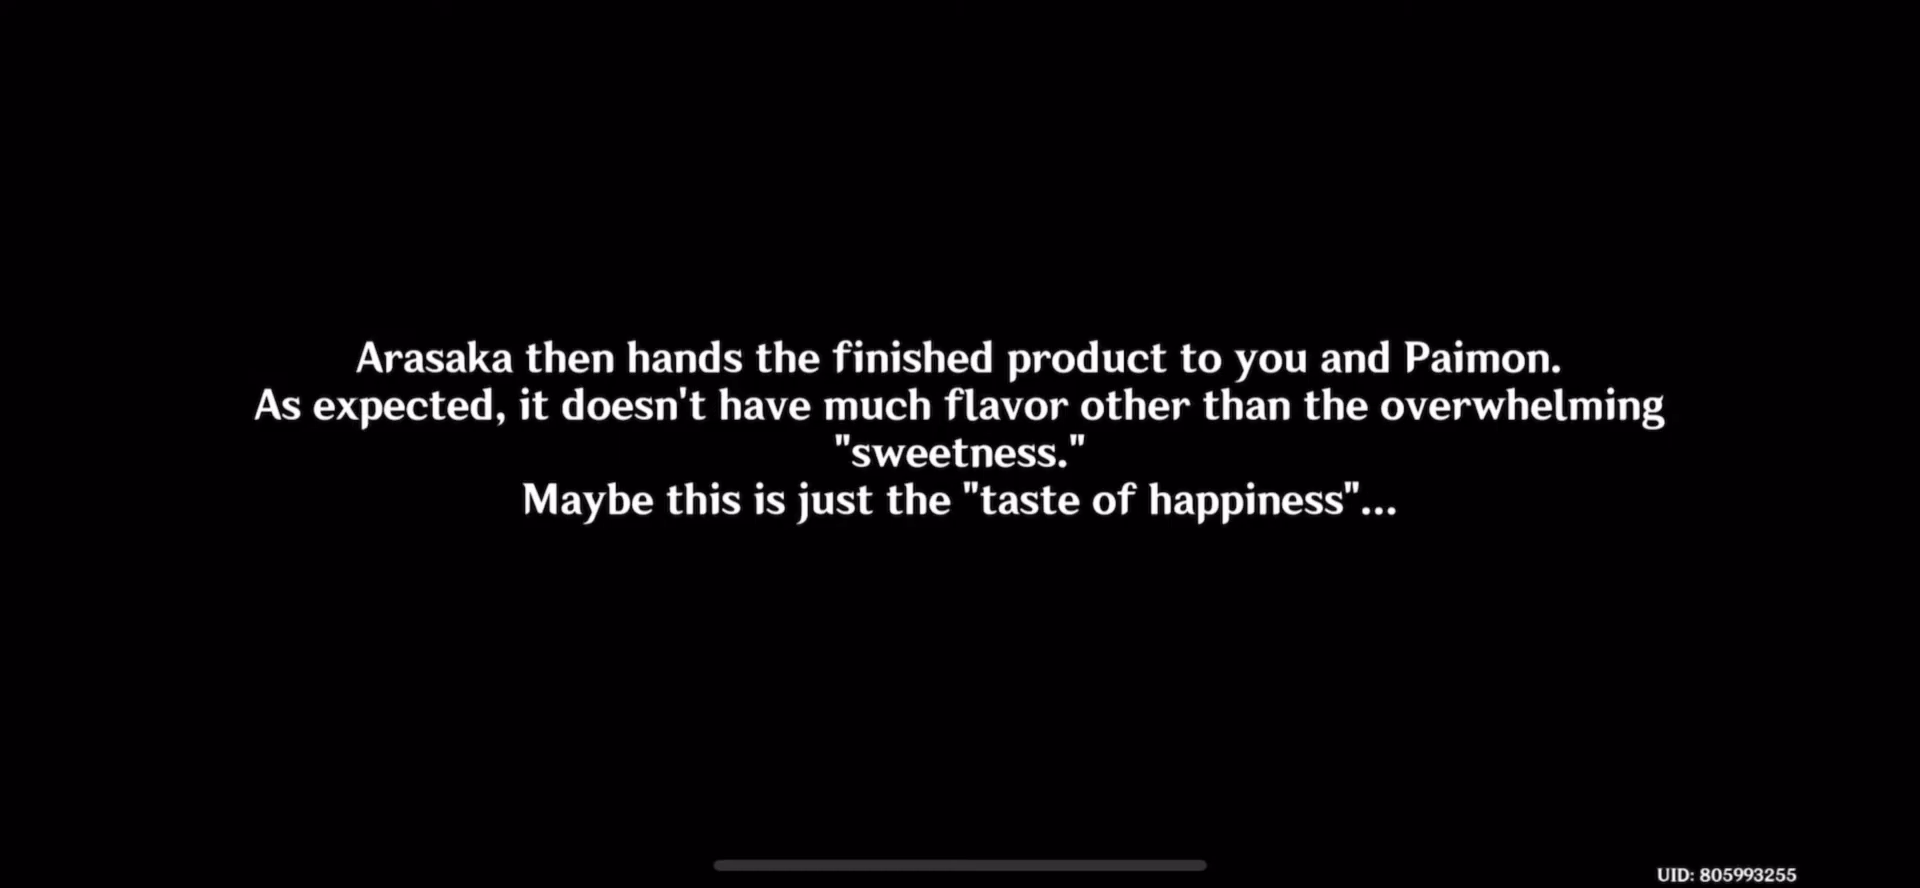 Arasaka then hands the finished product to you and Paimon.
As expected, it doesn't have much flavor other than the overwhelming
"sweetness."
Maybe this is just the "taste of happiness"...
UID: 805993255